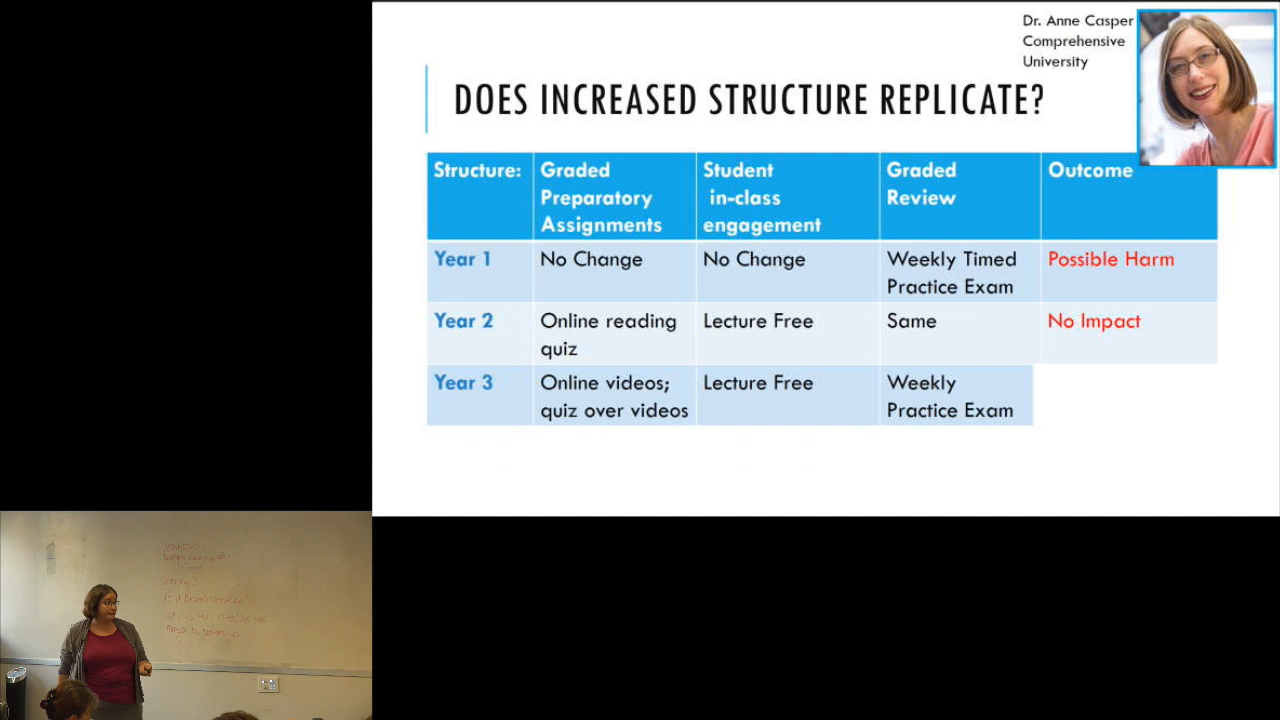 Dr. Anne Casper
Comprehensive
University
DOES INCREASED STRUCTURE REPLICATE?
Structure:
Graded
Preparatory
Assignments
Student
in-class
engagement
Graded
Review
Outcome
Year 1
No Change
No Change
Weekly Timed
Practice Exam
Possible Harm
Year 2
Online reading
quiz
Lecture Free
Same
No Impact
Year 3
Online videos;
quiz over videos
Lecture Free
Weekly
Practice Exam